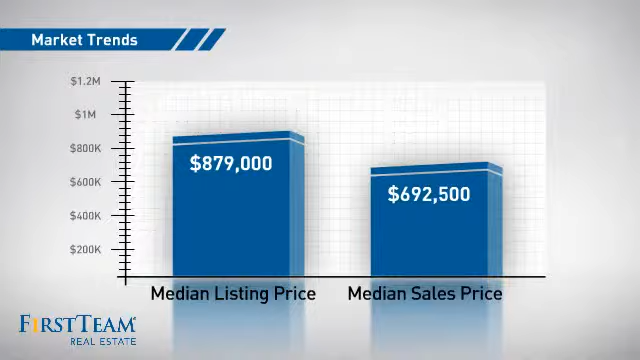 Market Trends
$1.2M
$1M
$800K
$600K
$400K
$200K
$879,000
$692,500
Median Listing Price
Median Sales Price
FIRSTTEAM®
REAL ESTATE